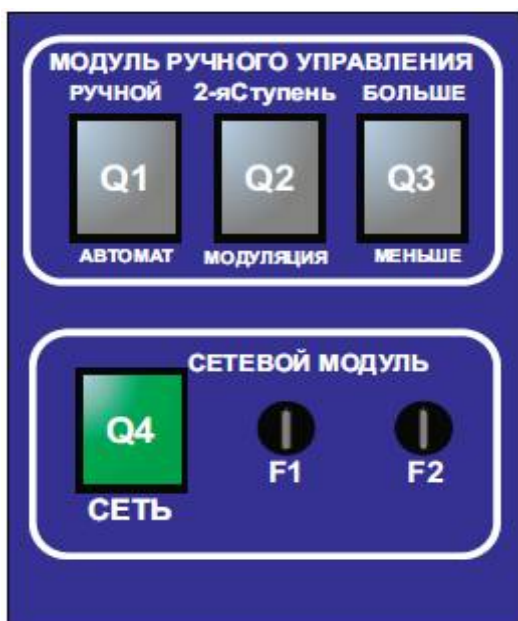 МОДУЛЬ РУЧНОГО УПРАВЛЕНИЯ
РУЧНОЙ 2-яСтупень БОЛЬШЕ
Q1 Q2 Q3
АВТОМАТ МОДУЛЯЦИЯ МЕНЬШЕ
СЕТЕВОЙ МОДУЛЬ
Q4
F1 F2
СЕТЬ